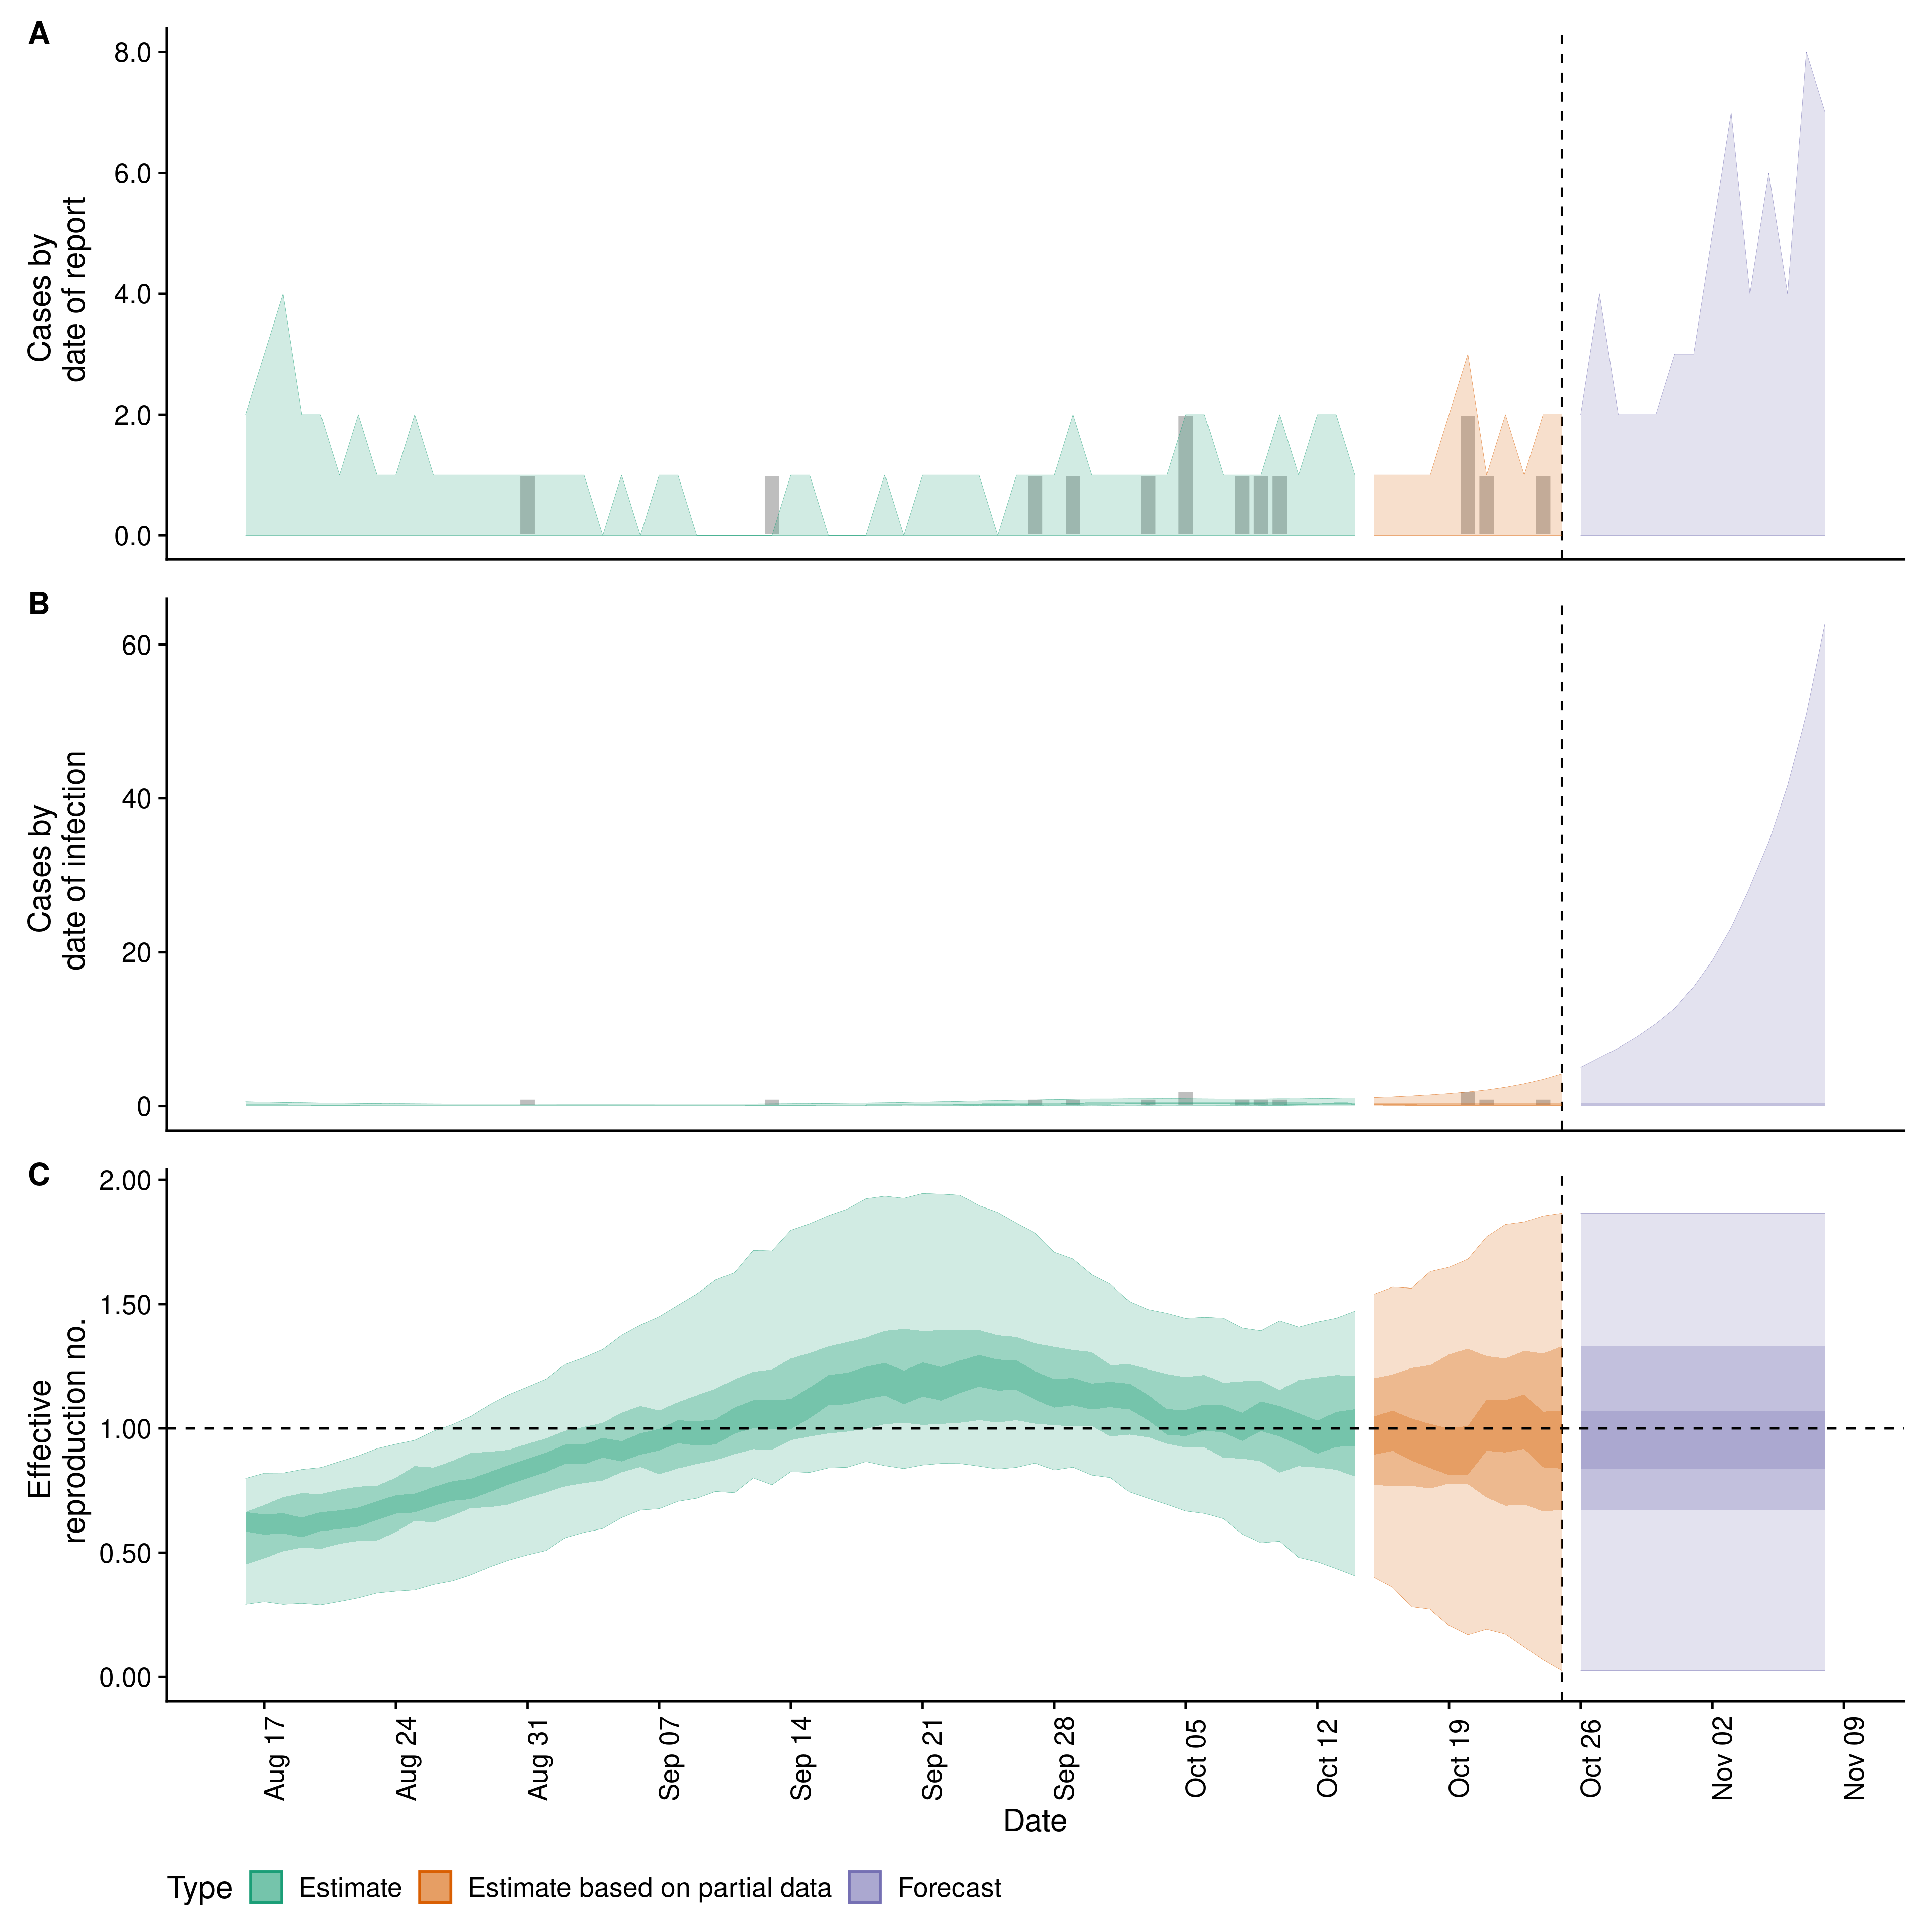 A
8.0
6.0
4.0
2.0
0.0
Cases by
date of report
B
60
40
20
0
Cases by
date of infection
C
2.00
1.50
1.00
0.50
0.00
Effective
reproduction no.
Aug 17
Aug 24
Aug 31
Sep 07
Sep 14
Sep 21
Sep 28
Oct 05
Oct 12
Oct 19
Oct 26
Nov 02
Nov 09
Date
Type Estimate Estimate based on partial data Forecast